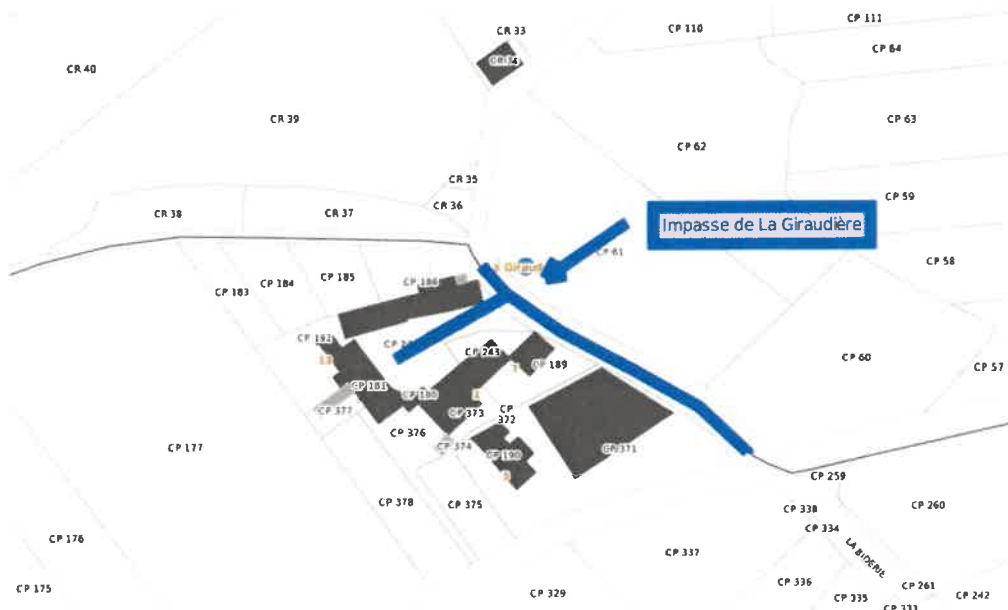 CP 111
CP 110
CR 33
CP 64
CR 40
CR 34
CR 39
CP 63
CP 62
CR 35
CP 59
CR 36
CR 38
CR 37
Impasse de La Giraudière
CP 61
CP 58
CP 185
CP 184
CP 183
CP 186
CP 192
CP 243
CP 189
CP 60
CP 57
13
CP 181
CP 180
1
CP 377
CP 373
CP
372
CP 376
CP 374
CP 177
CP 371
CP 190
CP 259
CP 378
CP 375
CP 338
CP 260
CP 334
CP 176
CP 337
LA BIDERIE
CP 175
CP 329
CP 336
CP 335
CP 261
CP 242